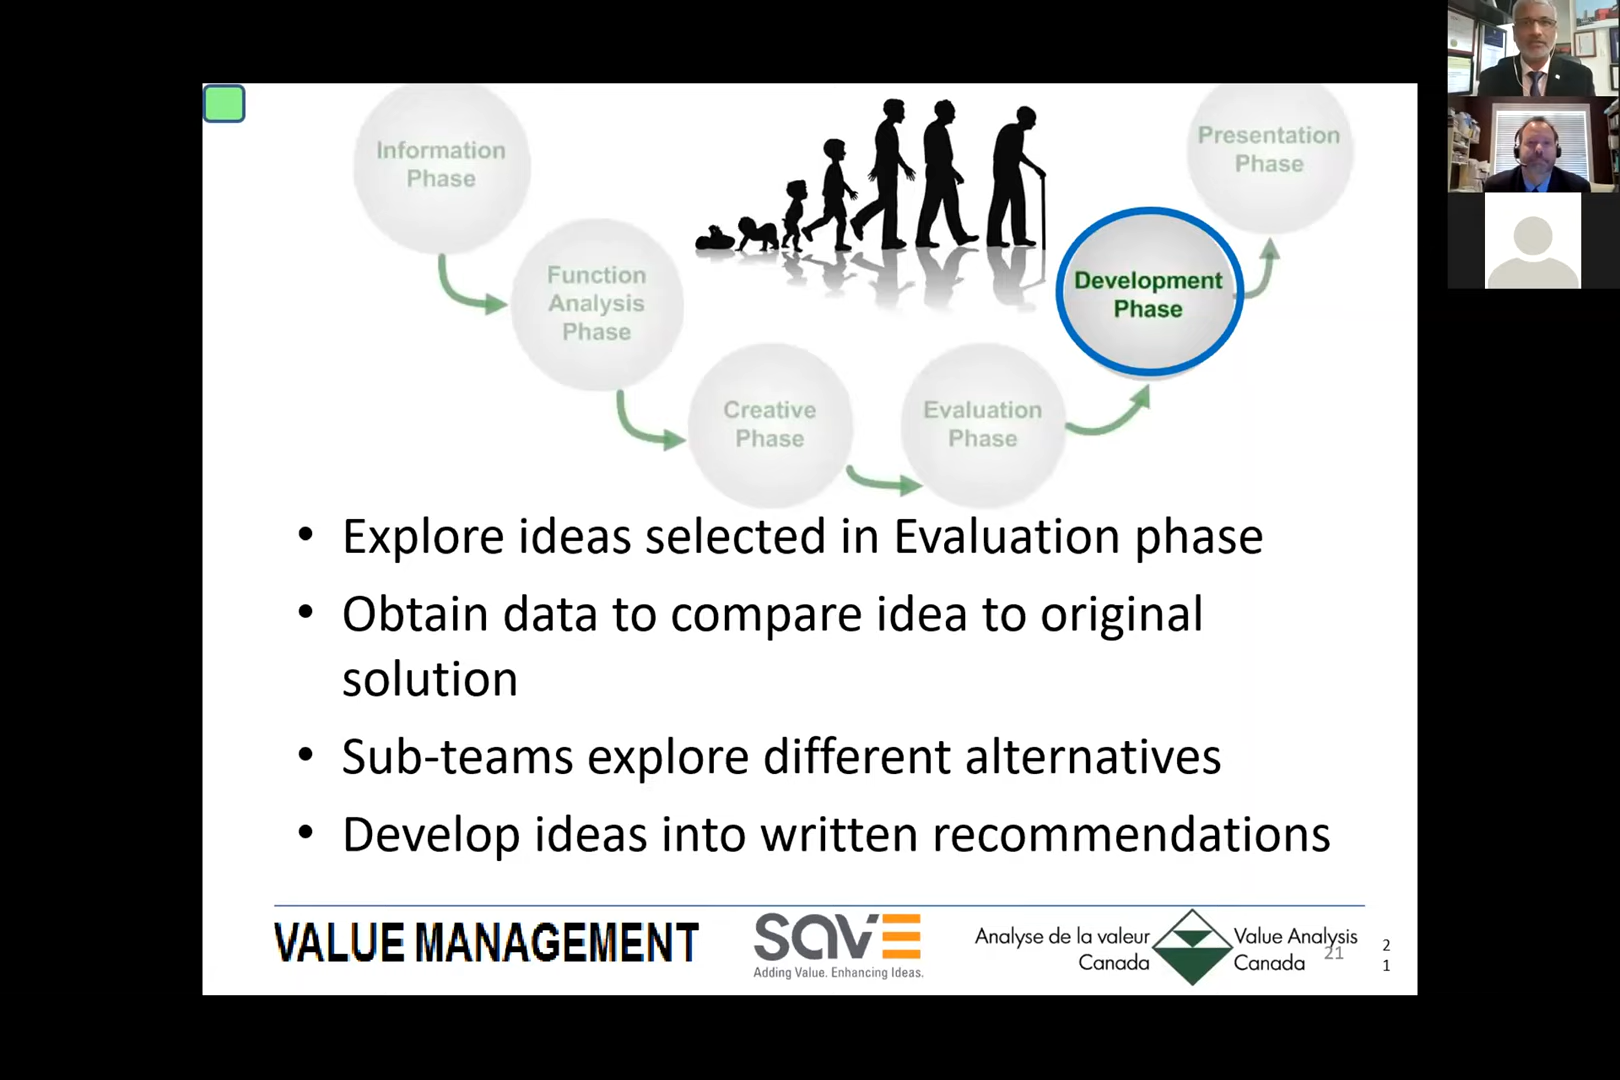 Information
Phase
Function
Analysis
Phase
Creative
Phase
Evaluation
Phase
Development
Phase
Presentation
Phase
• Explore ideas selected in Evaluation phase
• Obtain data to compare idea to original
solution
• Sub-teams explore different alternatives
• Develop ideas into written recommendations
VALUE MANAGEMENT
SAVE
Adding Value. Enhancing Ideas.
Analyse de la valeur
Canada
Value Analysis
Canada
21
2
1